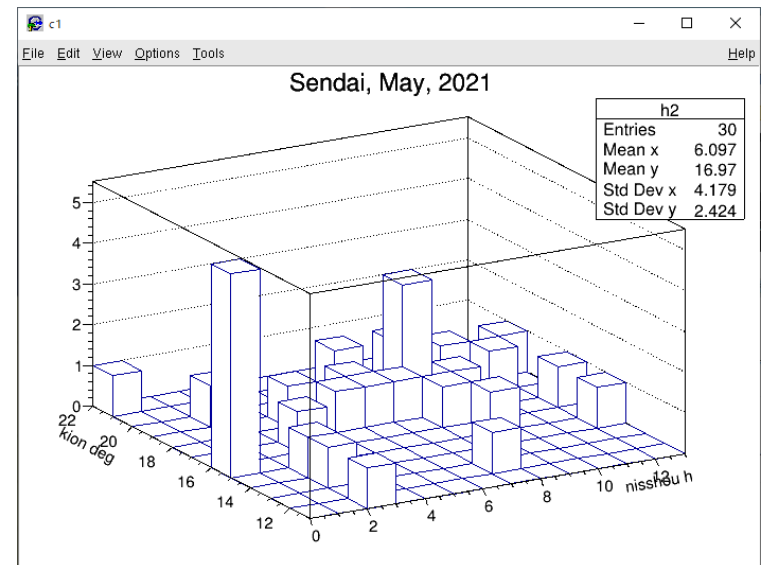 c1
File Edit View Options Tools Help
Sendai, May, 2021
h2
Entries 30
Mean x 6.097
Mean y 16.97
Std Dev x 4.179
Std Dev y 2.424
5
4
3
2
1
0
22
20
18
16
14
12
kion deg
0
2
4
6
8
10
12
nisshou h